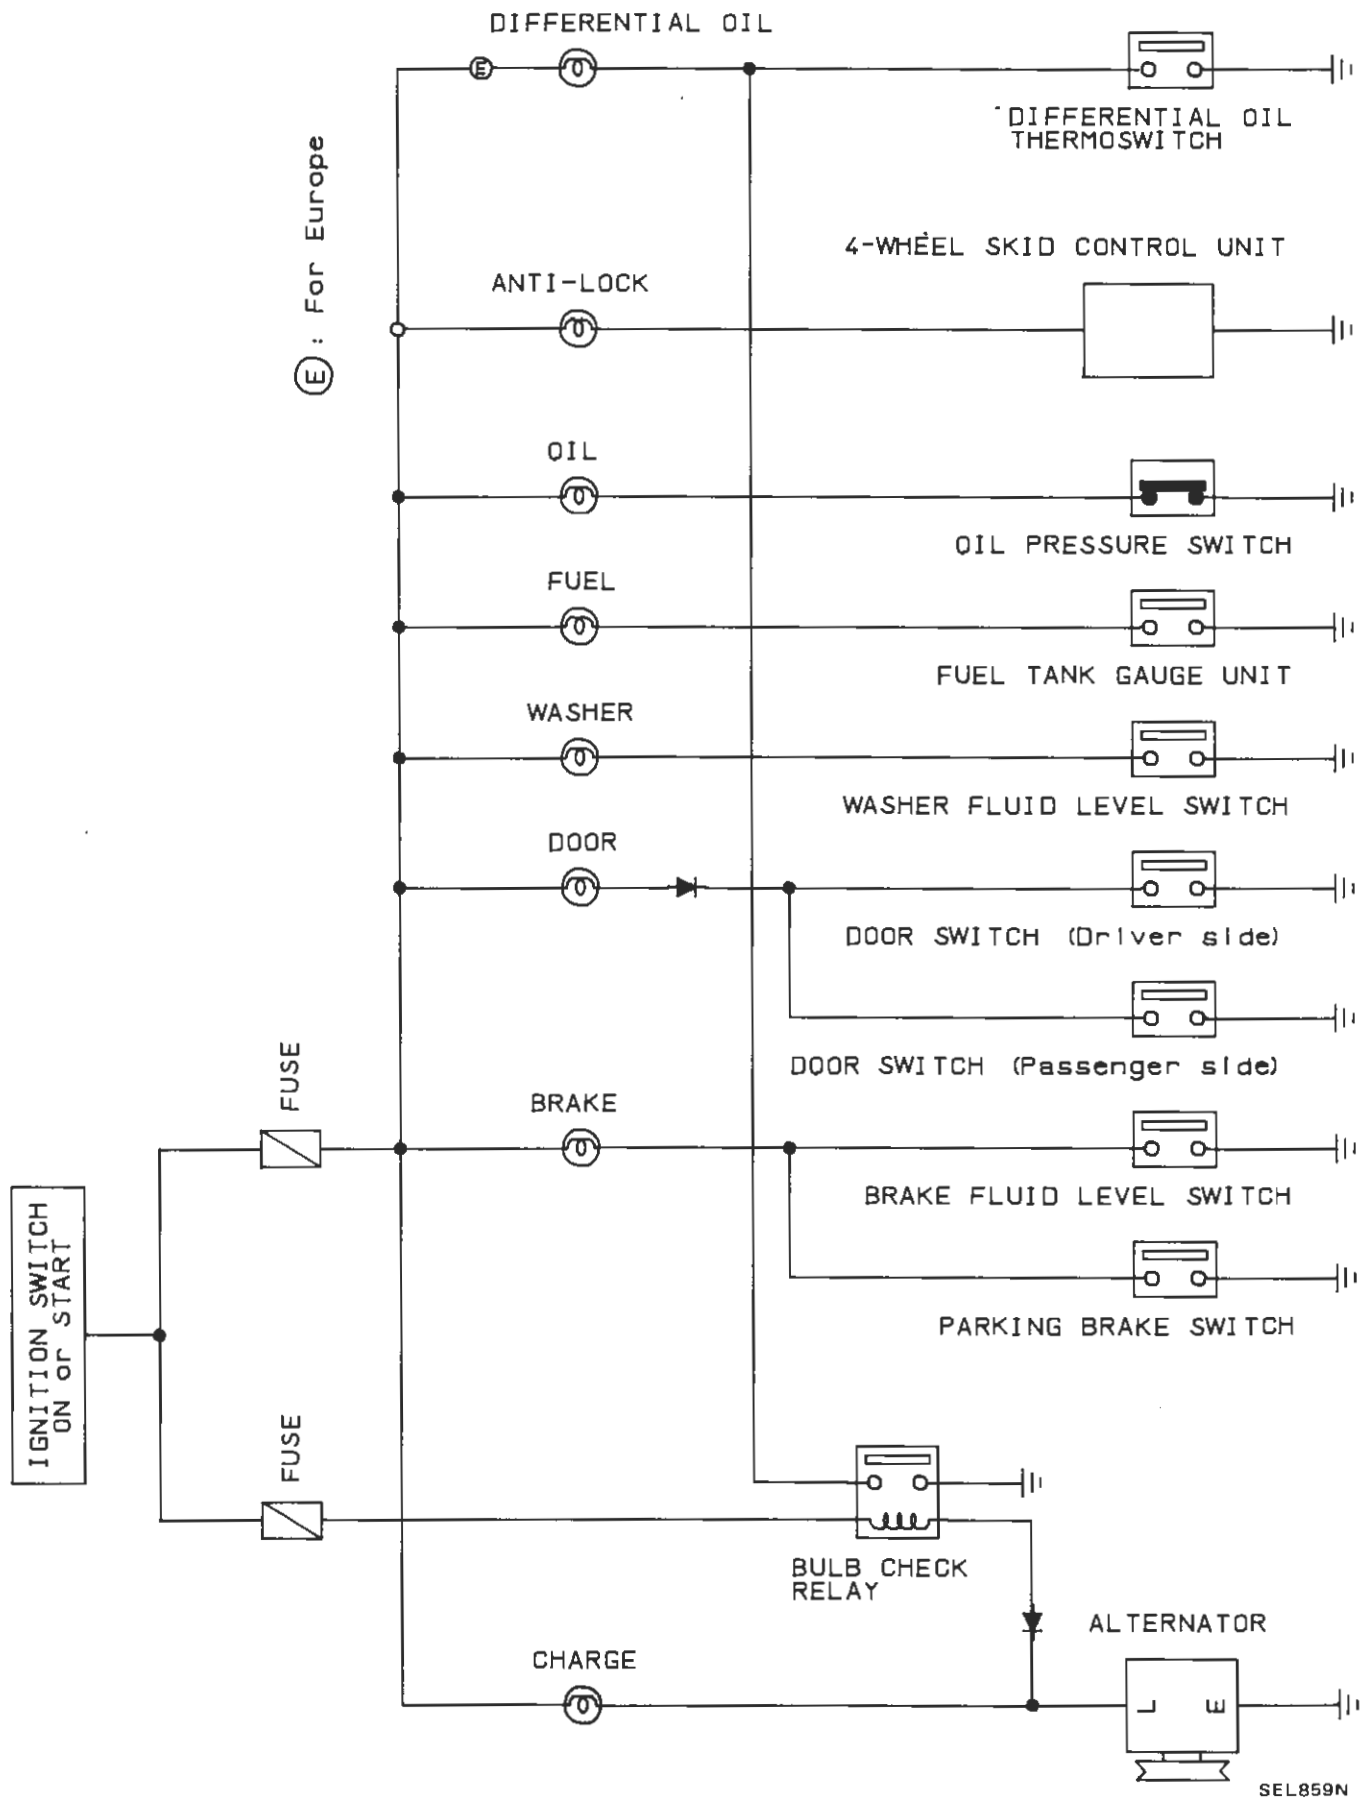 DIFFERENTIAL OIL
E
DIFFERENTIAL OIL
THERMOSWITCH
E : For Europe
4-WHEEL SKID CONTROL UNIT
ANTI-LOCK
OIL
OIL PRESSURE SWITCH
FUEL
FUEL TANK GAUGE UNIT
WASHER
WASHER FLUID LEVEL SWITCH
DOOR
DOOR SWITCH (Driver side)
DOOR SWITCH (Passenger side)
FUSE
BRAKE
BRAKE FLUID LEVEL SWITCH
IGNITION SWITCH
ON or START
PARKING BRAKE SWITCH
FUSE
BULB CHECK
RELAY
ALTERNATOR
CHARGE
L E
SEL859N